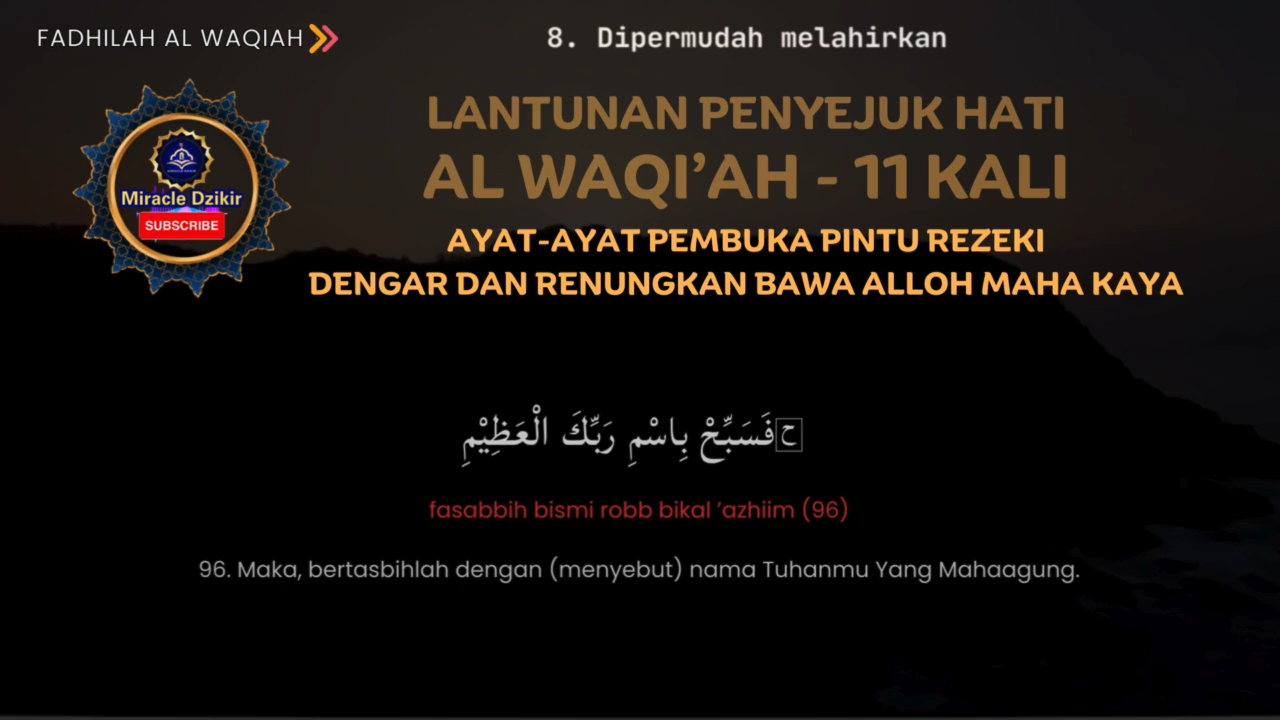 FADHILAH AL WAQIAH
8. Dipermudah melahirkan
Miracle Dzikir
SUBSCRIBE
LANTUNAN PENYEJUK HATI
AL WAQI’AH - 11 KALI
AYAT-AYAT PEMBUKA PINTU REZEKI
DENGAR DAN RENUNGKAN BAWA ALLOH MAHA KAYA
فَسَبِّحْ بِاسْمِ رَبِّكَ الْعَظِيْمِ
fasabbih bismi robb bikal ’azhiim (96)
96. Maka, bertasbihlah dengan (menyebut) nama Tuhanmu Yang Mahaagung.